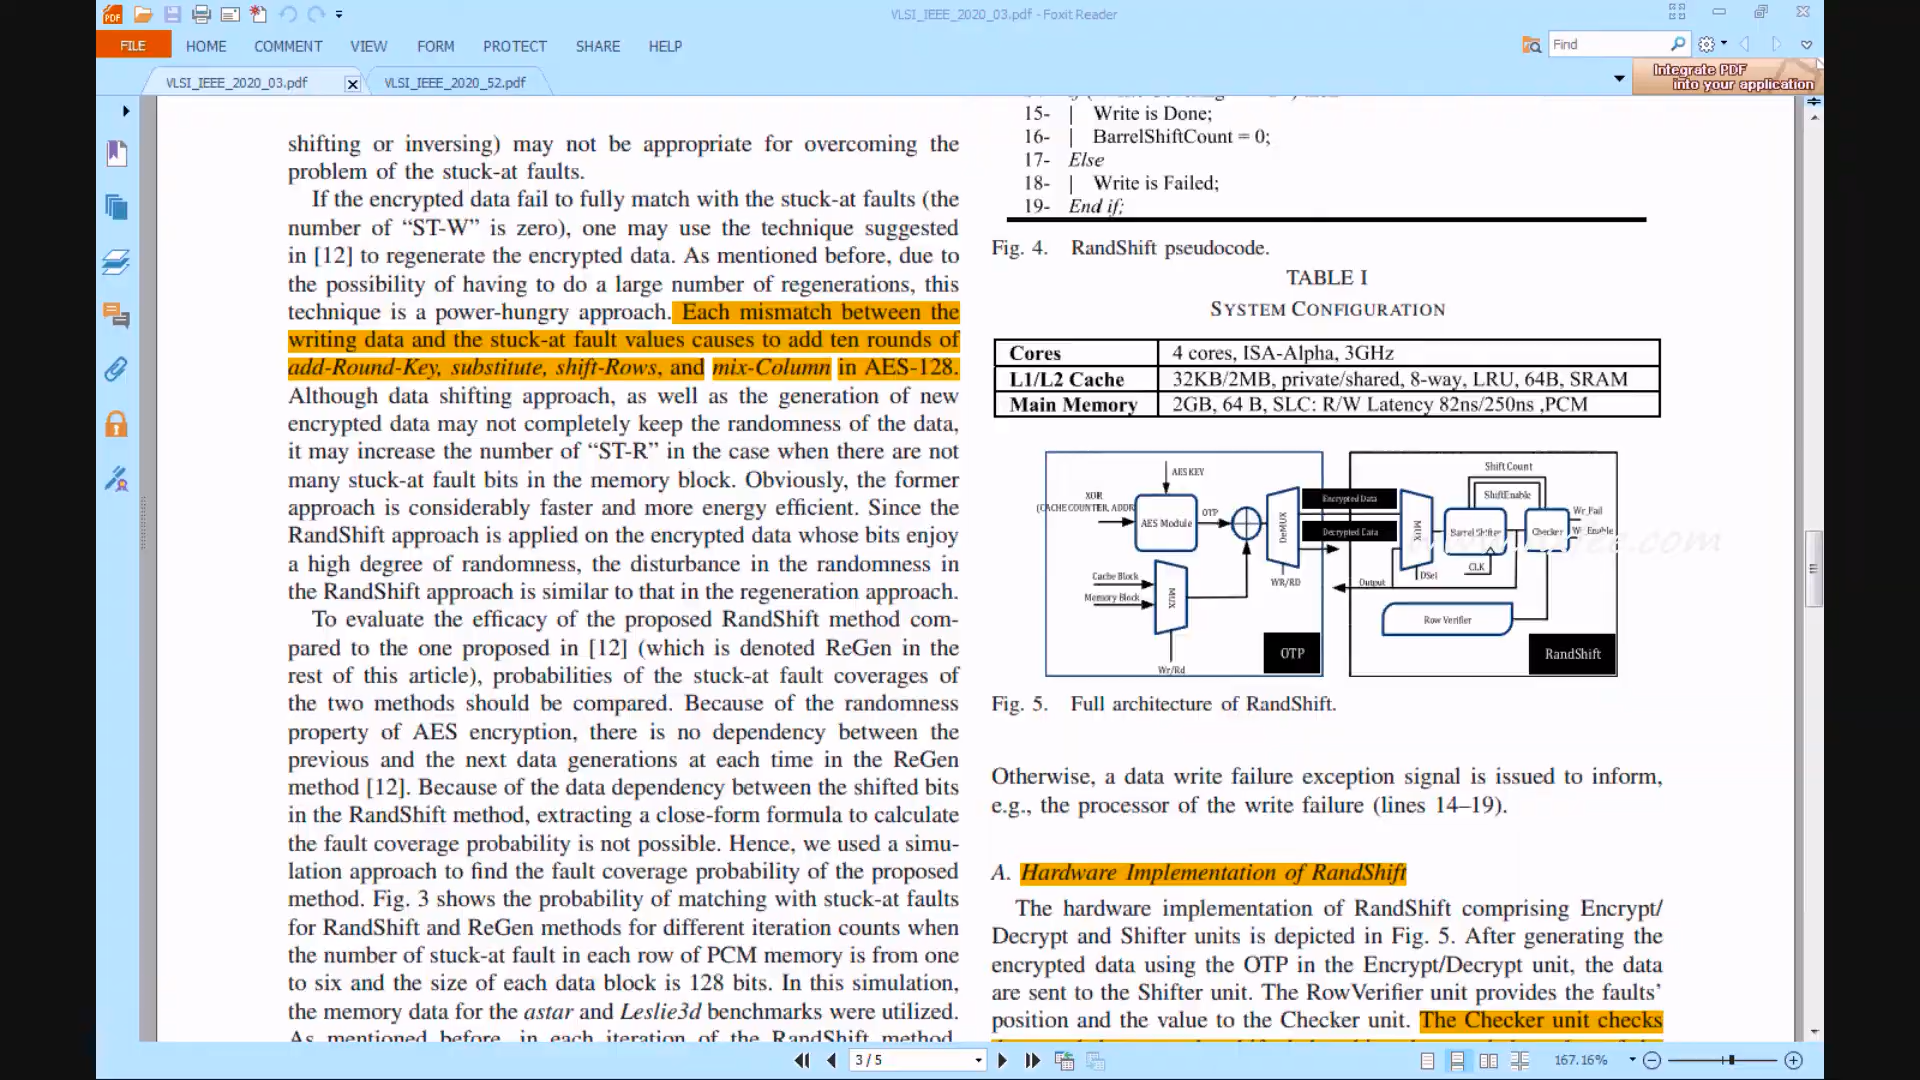 VLSI_IEEE_2020_03.pdf - Foxit Reader
FILE HOME COMMENT VIEW FORM PROTECT SHARE HELP
Find
VLSI_IEEE_2020_03.pdf
VLSI_IEEE_2020_52.pdf
Integrate PDF
into your application
shifting or inversing) may not be appropriate for overcoming the
problem of the stuck-at faults.
If the encrypted data fail to fully match with the stuck-at faults (the
number of “ST-W” is zero), one may use the technique suggested
in [12] to regenerate the encrypted data. As mentioned before, due to
the possibility of having to do a large number of regenerations, this
technique is a power-hungry approach. Each mismatch between the
writing data and the stuck-at fault values causes to add ten rounds of
add-Round-Key, substitute, shift-Rows, and mix-Column in AES-128.
Although data shifting approach, as well as the generation of new
encrypted data may not completely keep the randomness of the data,
it may increase the number of “ST-R” in the case when there are not
many stuck-at fault bits in the memory block. Obviously, the former
approach is considerably faster and more energy efficient. Since the
RandShift approach is applied on the encrypted data whose bits enjoy
a high degree of randomness, the disturbance in the randomness in
the RandShift approach is similar to that in the regeneration approach.
To evaluate the efficacy of the proposed RandShift method com-
pared to the one proposed in [12] (which is denoted ReGen in the
rest of this article), probabilities of the stuck-at fault coverages of
the two methods should be compared. Because of the randomness
property of AES encryption, there is no dependency between the
previous and the next data generations at each time in the ReGen
method [12]. Because of the data dependency between the shifted bits
in the RandShift method, extracting a close-form formula to calculate
the fault coverage probability is not possible. Hence, we used a simu-
lation approach to find the fault coverage probability of the proposed
method. Fig. 3 shows the probability of matching with stuck-at faults
for RandShift and ReGen methods for different iteration counts when
the number of stuck-at fault in each row of PCM memory is from one
to six and the size of each data block is 128 bits. In this simulation,
the memory data for the astar and Leslie3d benchmarks were utilized.
As mentioned before, in each iteration of the RandShift method,
15- | Write is Done;
16- | BarrelShiftCount = 0;
17- Else
18- | Write is Failed;
19- End if;
Fig. 4. RandShift pseudocode.
TABLE I
SYSTEM CONFIGURATION
Cores 4 cores, ISA-Alpha, 3GHz
L1/L2 Cache 32KB/2MB, private/shared, 8-way, LRU, 64B, SRAM
Main Memory 2GB, 64 B, SLC: R/W Latency 82ns/250ns ,PCM
AES KEY
XOR
(CACHE COUNTER, ADDR)
AES Module
OTP
DeMUX
Encrypted Data
Decrypted Data
WR/RD
Cache Block
Memory Block
MUX
Wr/Rd
OTP
Shift Count
ShiftEnable
MUX
Barrel Shifter
Checker
Wr_Fail
Wr_Enable
CLK
DSel
Output
Row Verifier
RandShift
Fig. 5. Full architecture of RandShift.
Otherwise, a data write failure exception signal is issued to inform,
e.g., the processor of the write failure (lines 14–19).
A. Hardware Implementation of RandShift
The hardware implementation of RandShift comprising Encrypt/
Decrypt and Shifter units is depicted in Fig. 5. After generating the
encrypted data using the OTP in the Encrypt/Decrypt unit, the data
are sent to the Shifter unit. The RowVerifier unit provides the faults’
position and the value to the Checker unit. The Checker unit checks
3 / 5
167.16%